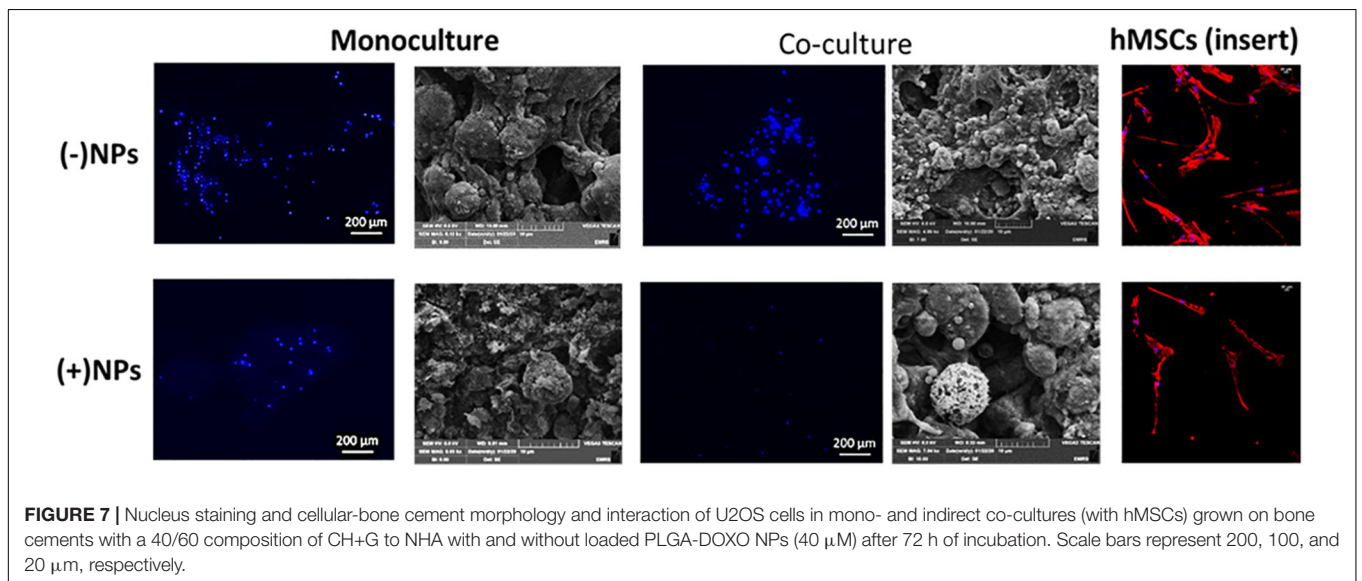 Monoculture
Co-culture
hMSCs (insert)
(-)NPs
200 µm
200 µm
(+)NPs
200 µm
200 µm
FIGURE 7 | Nucleus staining and cellular-bone cement morphology and interaction of U2OS cells in mono- and indirect co-cultures (with hMSCs) grown on bone
cements with a 40/60 composition of CH+G to NHA with and without loaded PLGA-DOXO NPs (40 µM) after 72 h of incubation. Scale bars represent 200, 100, and
20 µm, respectively.